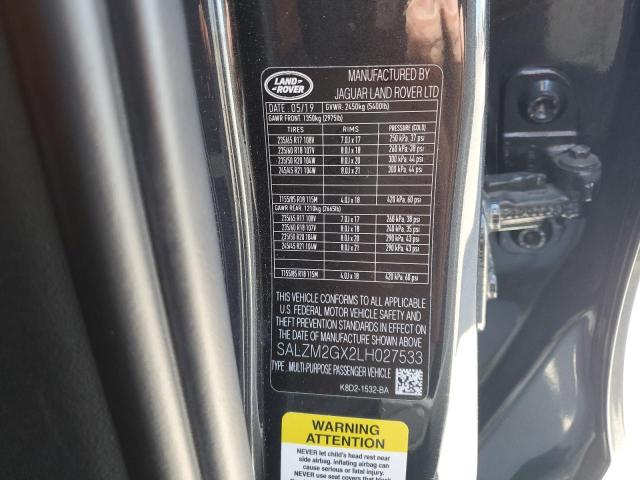 LAND-
ROVER
MANUFACTURED BY
JAGUAR LAND ROVER LTD
DATE : 05/19 GVWR: 2450kg (5400lb)
GAWR FRONT: 1350kg (2975lb)
TIRES RIMS PRESSURE (COLD)
235/65 R17 108V 7.0J x 17 250 kPa, 37 psi
235/60 R18 107V 8.0J x 18 260 kPa, 38 psi
235/50 R20 104W 8.0J x 20 300 kPa, 44 psi
245/45 R21 104W 8.0J x 21 300 kPa, 44 psi
T155/85 R18 115M 4.0J x 18 420 kPa, 60 psi
GAWR REAR: 1210kg (2665lb)
235/65 R17 108V 7.0J x 17 260 kPa, 38 psi
235/60 R18 107V 8.0J x 18 240 kPa, 35 psi
235/50 R20 104W 8.0J x 20 290 kPa, 43 psi
245/45 R21 104W 8.0J x 21 290 kPa, 43 psi
T155/85 R18 115M 4.0J x 18 420 kPa, 60 psi
THIS VEHICLE CONFORMS TO ALL APPLICABLE
U.S. FEDERAL MOTOR VEHICLE SAFETY AND
THEFT PREVENTION STANDARDS IN EFFECT ON
THE DATE OF MANUFACTURE SHOWN ABOVE.
SALZM2GX2LH027533
TYPE : MULTI-PURPOSE PASSENGER VEHICLE
K8D2-1532-BA
WARNING
ATTENTION
NEVER let child's head rest near
side airbag. inflating airbag can
cause serious or fatal injury.
NEVER use seat covers that block